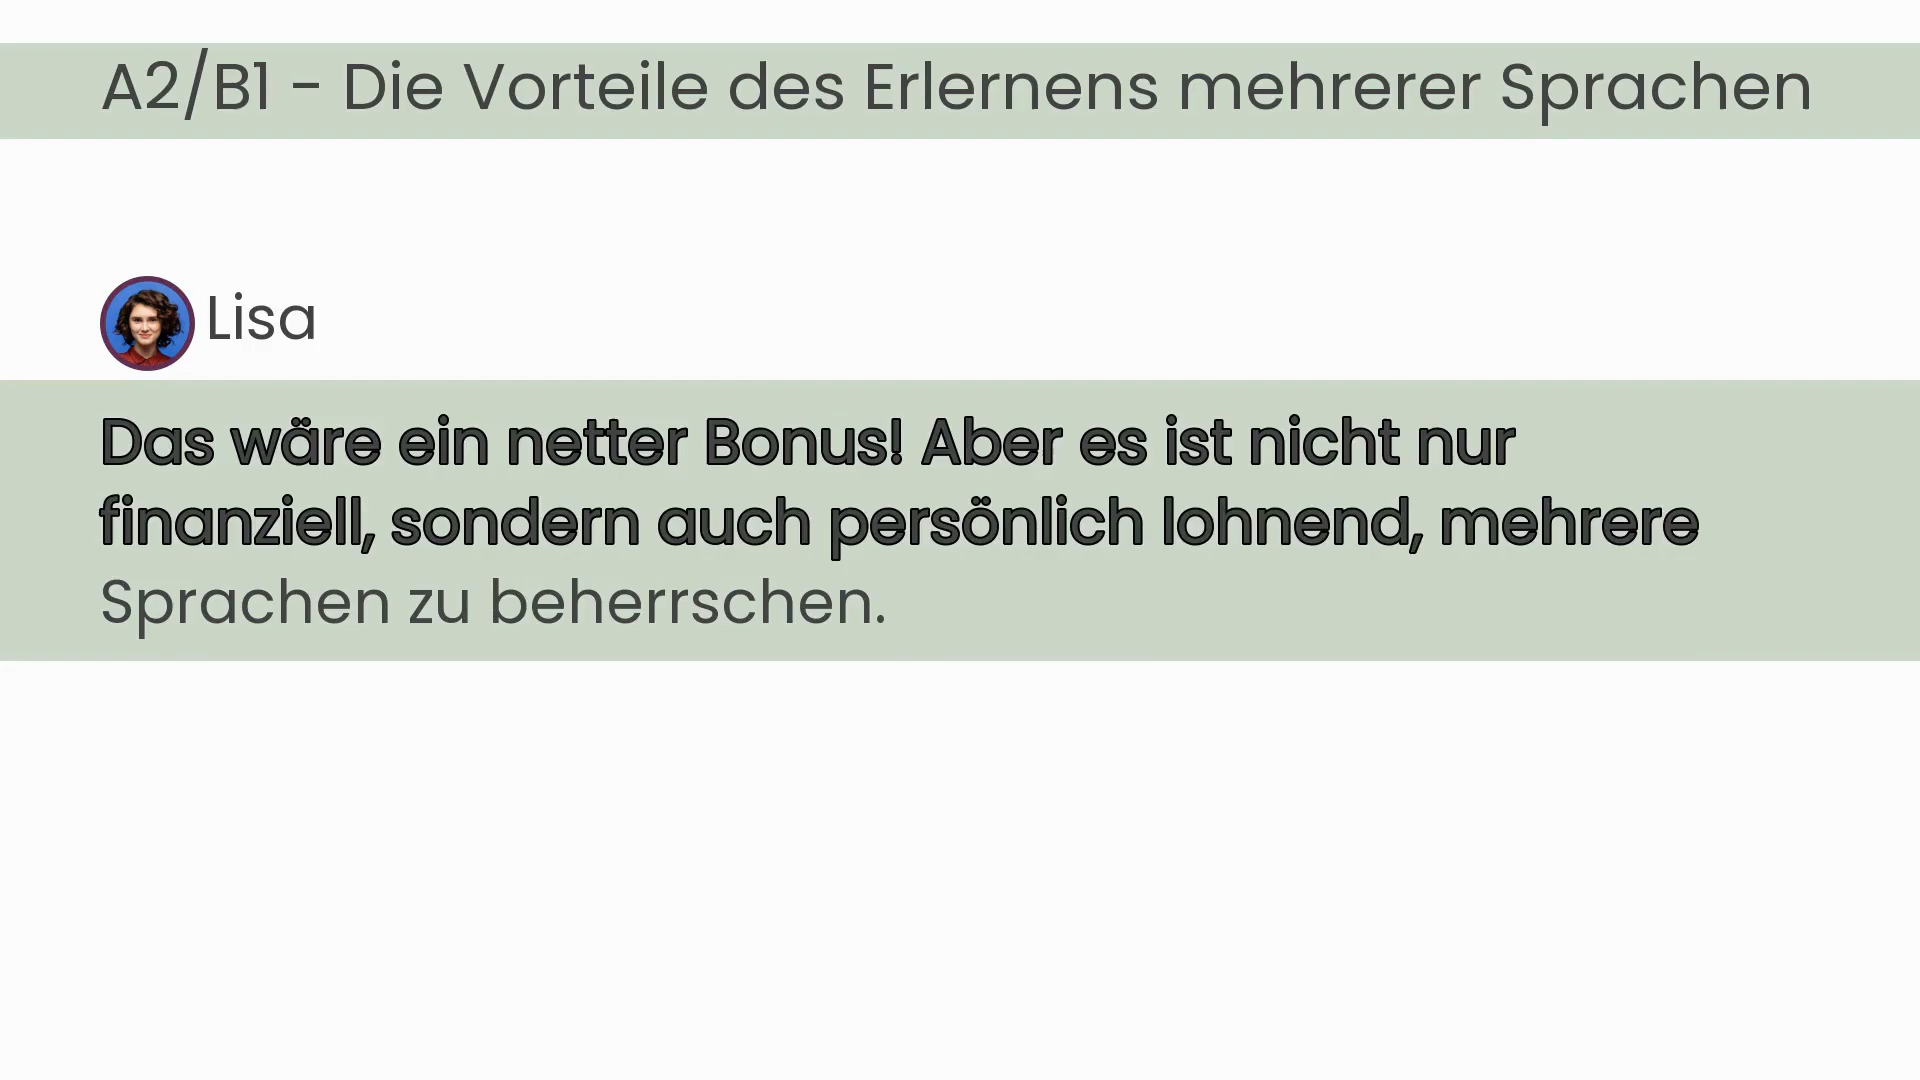 A2/B1 - Die Vorteile des Erlernens mehrerer Sprachen
Lisa
Das wäre ein netter Bonus! Aber es ist nicht nur
finanziell, sondern auch persönlich lohnend, mehrere
Sprachen zu beherrschen.